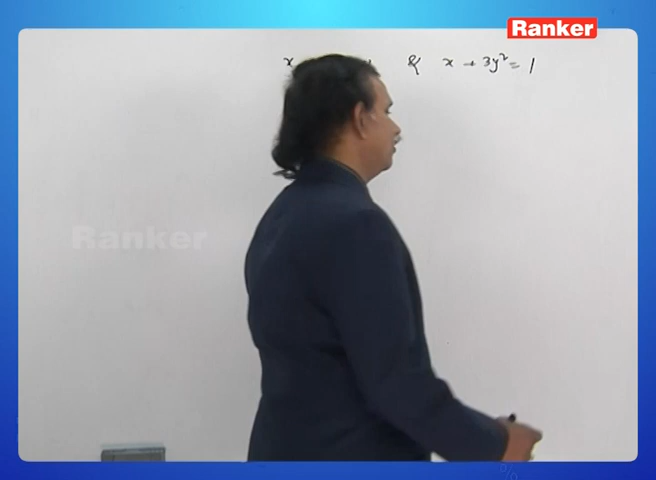 Ranker
x & x + 3y² = 1
Ranker